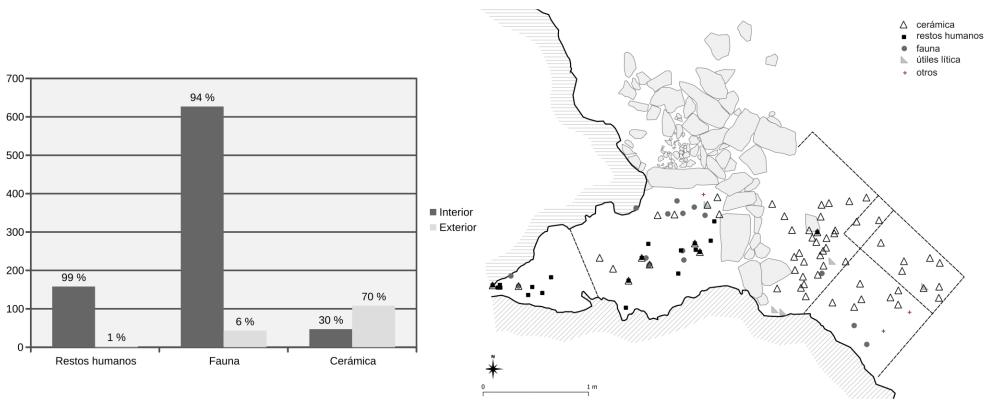 700
600
500
400
300
200
100
0
99 %
1 %
94 %
6 %
30 %
70 %
Restos humanos
Fauna
Cerámica
Interior
Exterior
cerámica
restos humanos
fauna
útiles lítica
otros
0
1 m